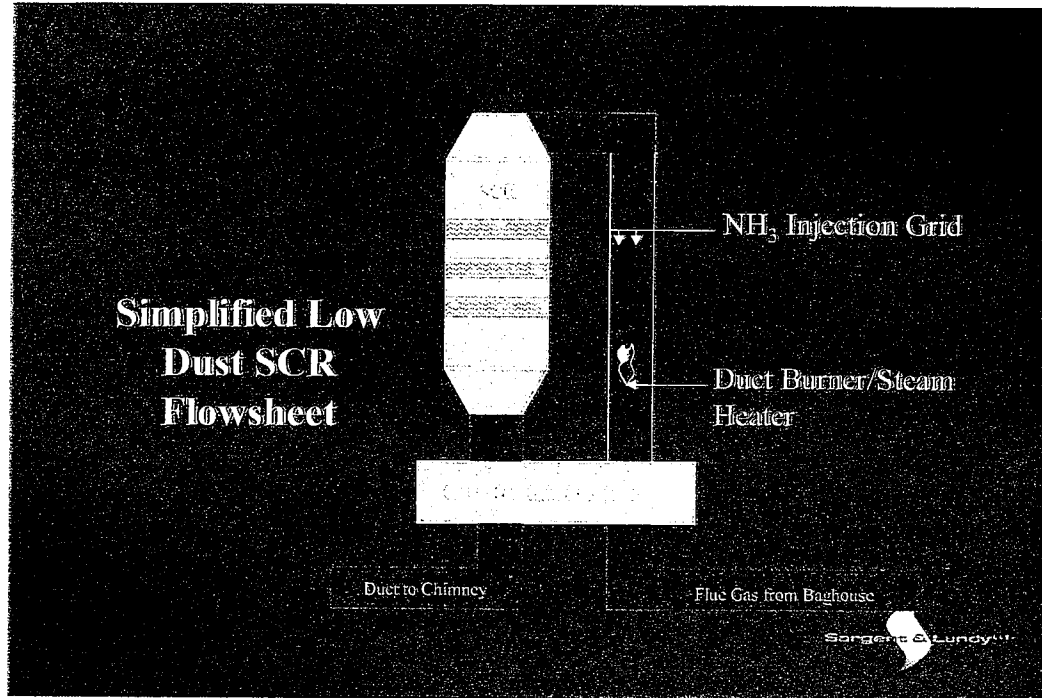 SCR
NH₃ Injection Grid
Simplified Low
Dust SCR
Flowsheet
Duct Burner/Steam
Heater
Duct to Chimney
Flue Gas from Baghouse
Sargent & Lundy